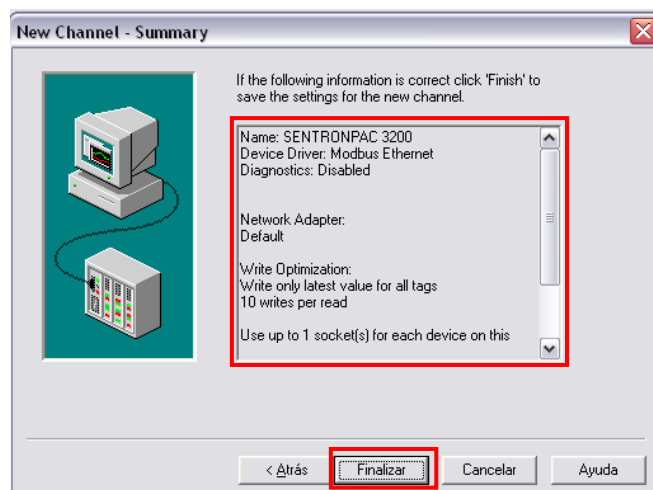 New Channel - Summary
If the following information is correct click 'Finish' to
save the settings for the new channel.
Name: SENTRONPAC 3200
Device Driver: Modbus Ethernet
Diagnostics: Disabled
Network Adapter:
Default
Write Optimization:
Write only latest value for all tags
10 writes per read
Use up to 1 socket(s) for each device on this
< Atrás
Finalizar
Cancelar
Ayuda